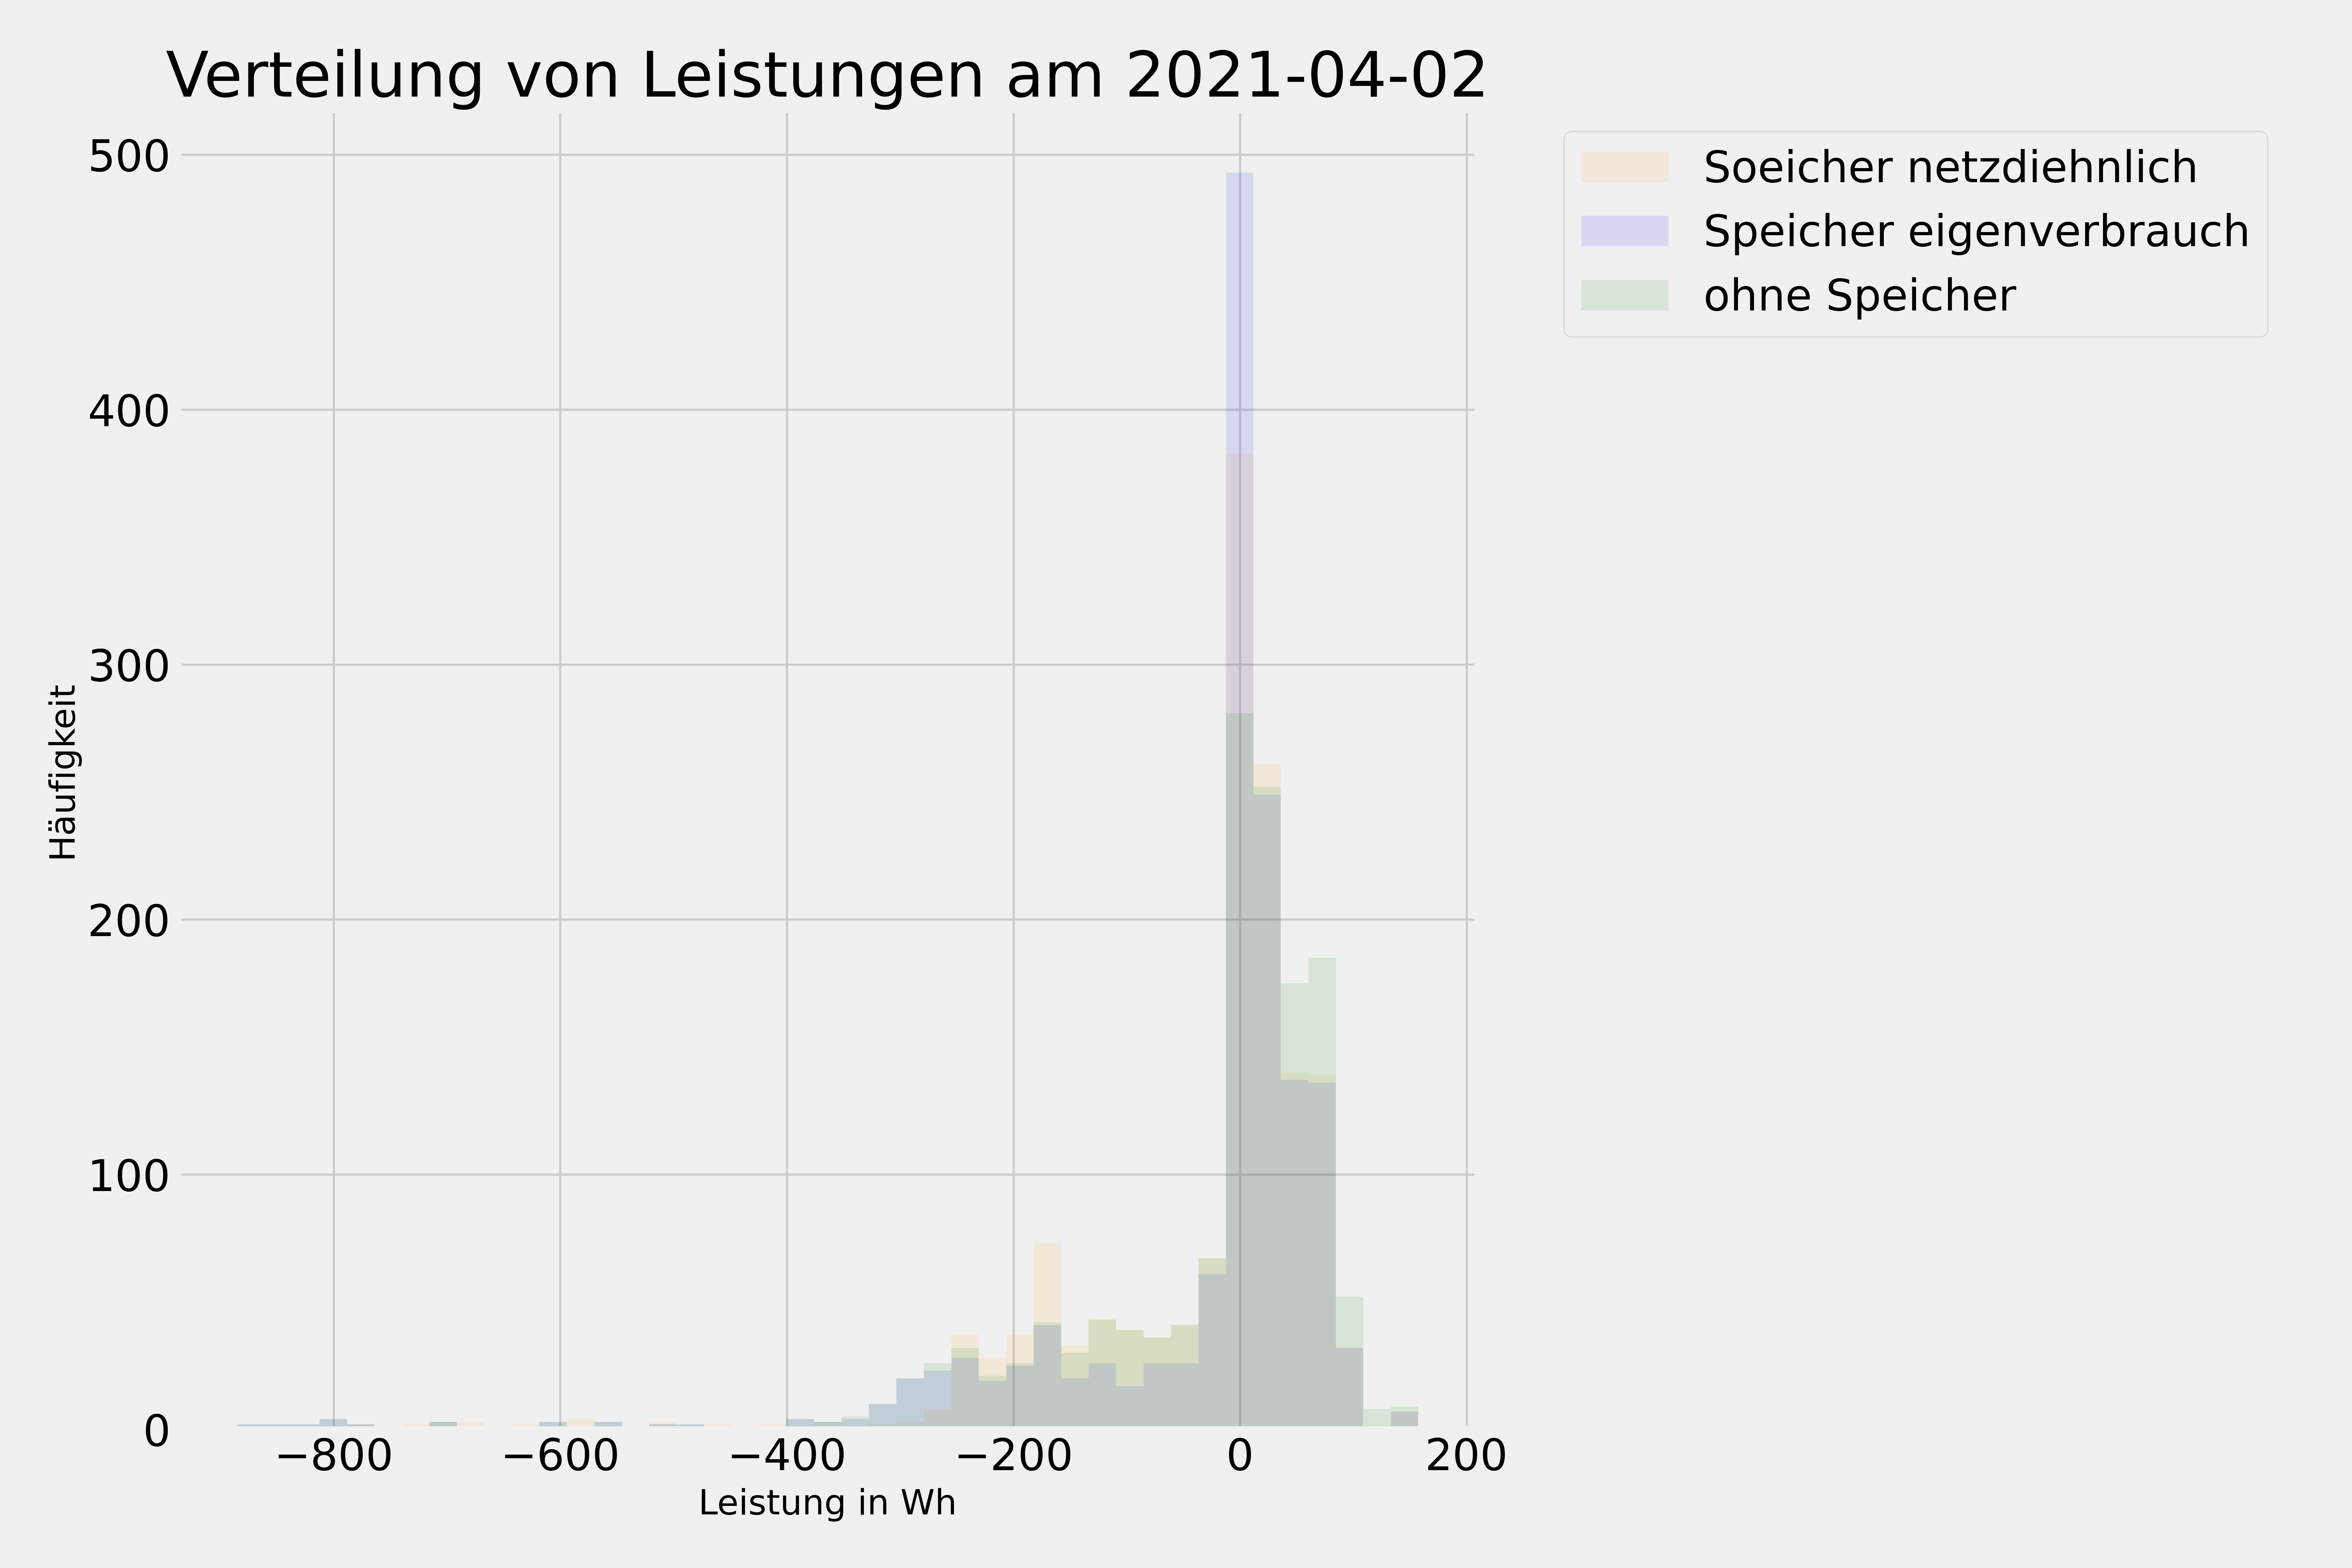 Verteilung von Leistungen am 2021-04-02
Soeicher netzdiehnlich
Speicher eigenverbrauch
ohne Speicher
500
400
300
200
100
0
Häufigkeit
−800
−600
−400
−200
0
200
Leistung in Wh